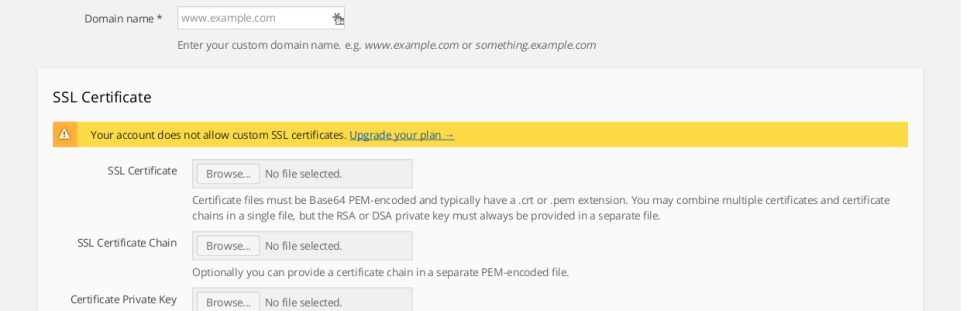 Domain name * www.example.com
Enter your custom domain name. e.g. www.example.com or something.example.com
SSL Certificate
Your account does not allow custom SSL certificates. Upgrade your plan →
SSL Certificate Browse... No file selected.
Certificate files must be Base64 PEM-encoded and typically have a .crt or .pem extension. You may combine multiple certificates and certificate
chains in a single file, but the RSA or DSA private key must always be provided in a separate file.
SSL Certificate Chain Browse... No file selected.
Optionally you can provide a certificate chain in a separate PEM-encoded file.
Certificate Private Key Browse... No file selected.